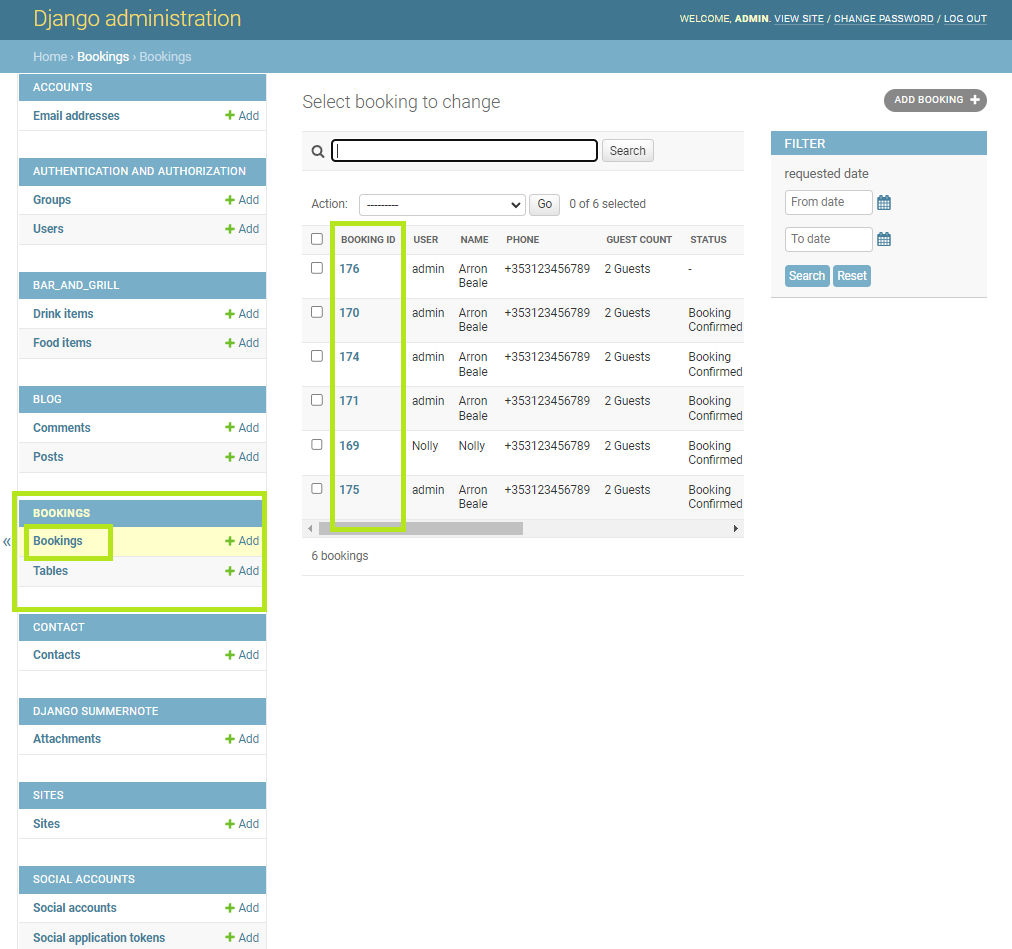 Django administration
WELCOME, ADMIN. VIEW SITE / CHANGE PASSWORD / LOG OUT
Home › Bookings › Bookings
ACCOUNTS
Email addresses + Add
AUTHENTICATION AND AUTHORIZATION
Groups + Add
Users + Add
BAR_AND_GRILL
Drink items + Add
Food items + Add
BLOG
Comments + Add
Posts + Add
BOOKINGS
Bookings + Add
«
Tables + Add
CONTACT
Contacts + Add
DJANGO SUMMERNOTE
Attachments + Add
SITES
Sites + Add
SOCIAL ACCOUNTS
Social accounts + Add
Social application tokens + Add
Select booking to change
ADD BOOKING +
Search
Action: --------- Go 0 of 6 selected
BOOKING ID USER NAME PHONE GUEST COUNT STATUS
176 admin Arron +353123456789 2 Guests -
Beale
170 admin Arron +353123456789 2 Guests Booking
Beale Confirmed
174 admin Arron +353123456789 2 Guests Booking
Beale Confirmed
171 admin Arron +353123456789 2 Guests Booking
Beale Confirmed
169 Nolly Nolly +353123456789 2 Guests Booking
Confirmed
175 admin Arron +353123456789 2 Guests Booking
Beale Confirmed
6 bookings
FILTER
requested date
From date
To date
Search Reset